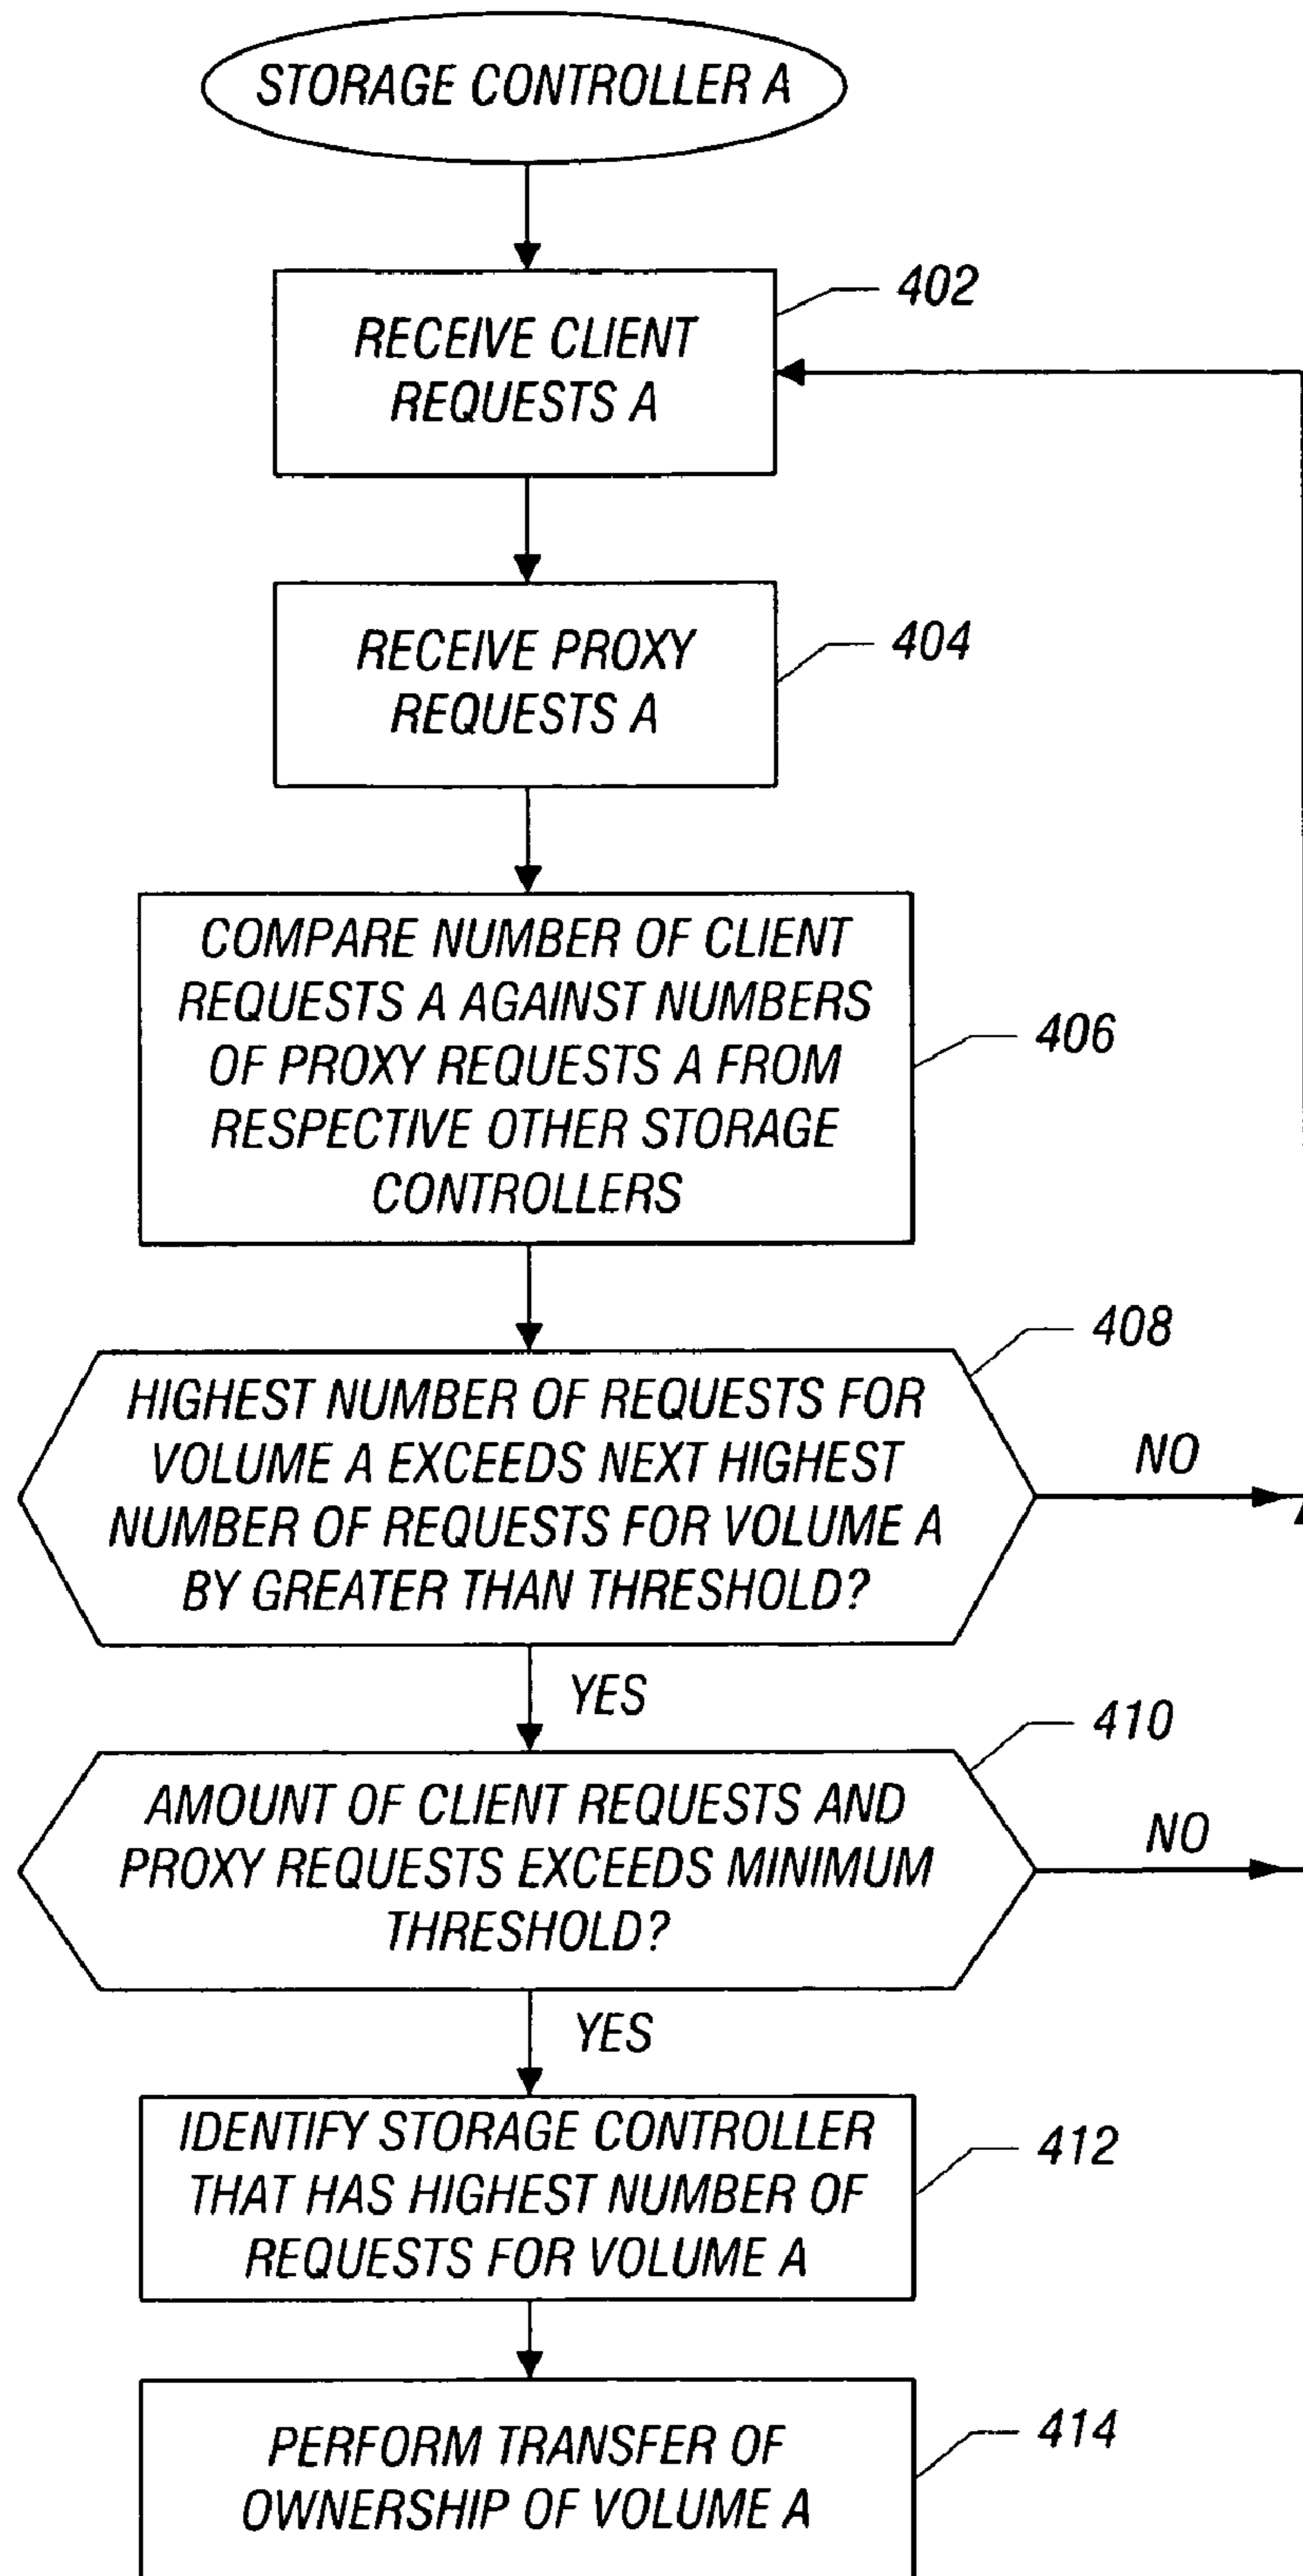 STORAGE CONTROLLER A
402
RECEIVE CLIENT
REQUESTS A
404
RECEIVE PROXY
REQUESTS A
COMPARE NUMBER OF CLIENT
REQUESTS A AGAINST NUMBERS
OF PROXY REQUESTS A FROM
RESPECTIVE OTHER STORAGE
CONTROLLERS
406
408
HIGHEST NUMBER OF REQUESTS FOR
VOLUME A EXCEEDS NEXT HIGHEST
NUMBER OF REQUESTS FOR VOLUME A
BY GREATER THAN THRESHOLD?
NO
YES
410
AMOUNT OF CLIENT REQUESTS AND
PROXY REQUESTS EXCEEDS MINIMUM
THRESHOLD?
NO
YES
IDENTIFY STORAGE CONTROLLER
THAT HAS HIGHEST NUMBER OF
REQUESTS FOR VOLUME A
412
PERFORM TRANSFER OF
OWNERSHIP OF VOLUME A
414